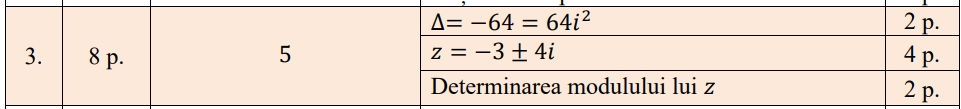 3.
8 p.
5
Δ= −64 = 64i²
2 p.
z = −3 ± 4i
4 p.
Determinarea modulului lui z
2 p.